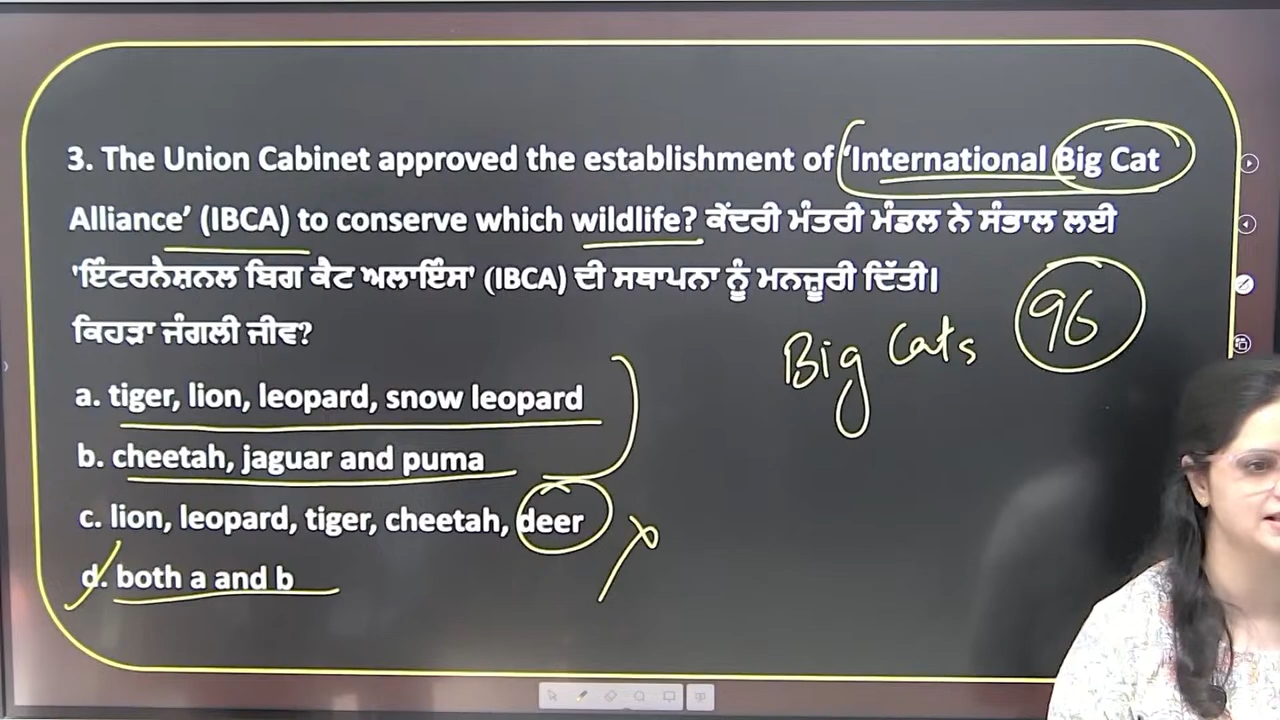 3. The Union Cabinet approved the establishment of ‘International Big Cat
Alliance’ (IBCA) to conserve which wildlife? ਕੇਂਦਰੀ ਮੰਤਰੀ ਮੰਡਲ ਨੇ ਸੰਭਾਲ ਲਈ
'ਇੰਟਰਨੈਸ਼ਨਲ ਬਿਗ ਕੈਟ ਅਲਾਇੰਸ' (IBCA) ਦੀ ਸਥਾਪਨਾ ਨੂੰ ਮਨਜ਼ੂਰੀ ਦਿੱਤੀ।
ਕਿਹੜਾ ਜੰਗਲੀ ਜੀਵ?
Big Cats 96
a. tiger, lion, leopard, snow leopard
b. cheetah, jaguar and puma
c. lion, leopard, tiger, cheetah, deer
d. both a and b